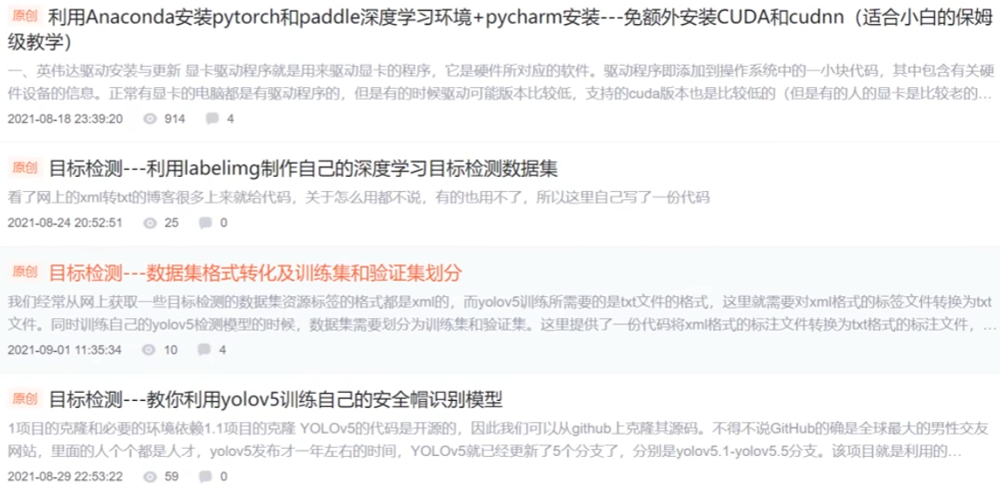 原创 利用Anaconda安装pytorch和paddle深度学习环境+pycharm安装---免额外安装CUDA和cudnn（适合小白的保姆
级教学）
一、英伟达驱动安装与更新 显卡驱动程序就是用来驱动显卡的程序，它是硬件所对应的软件。驱动程序即添加到操作系统中的一小块代码，其中包含有关硬
件设备的信息。正常有显卡的电脑都是有驱动程序的，但是有的时候驱动可能版本比较低，支持的cuda版本也是比较低的（但是有的人的显卡是比较老的…
2021-08-18 23:39:20 914 4
原创 目标检测---利用labelimg制作自己的深度学习目标检测数据集
看了网上的xml转txt的博客很多上来就给代码，关于怎么用都不说，有的也用不了，所以这里自己写了一份代码
2021-08-24 20:52:51 25 0
原创 目标检测---数据集格式转化及训练集和验证集划分
我们经常从网上获取一些目标检测的数据集资源标签的格式都是xml的，而yolov5训练所需要的是txt文件的格式，这里就需要对xml格式的标签文件转换为txt
文件。同时训练自己的yolov5检测模型的时候，数据集需要划分为训练集和验证集。这里提供了一份代码将xml格式的标注文件转换为txt格式的标注文件，…
2021-09-01 11:35:34 10 4
原创 目标检测---教你利用yolov5训练自己的安全帽识别模型
1项目的克隆和必要的环境依赖1.1项目的克隆 YOLOv5的代码是开源的，因此我们可以从github上克隆其源码。不得不说GitHub的确是全球最大的男性交友
网站，里面的人个个都是人才，yolov5发布才一年左右的时间，YOLOv5就已经更新了5个分支了，分别是yolov5.1-yolov5.5分支。该项目就是利用的…
2021-08-29 22:53:22 59 0